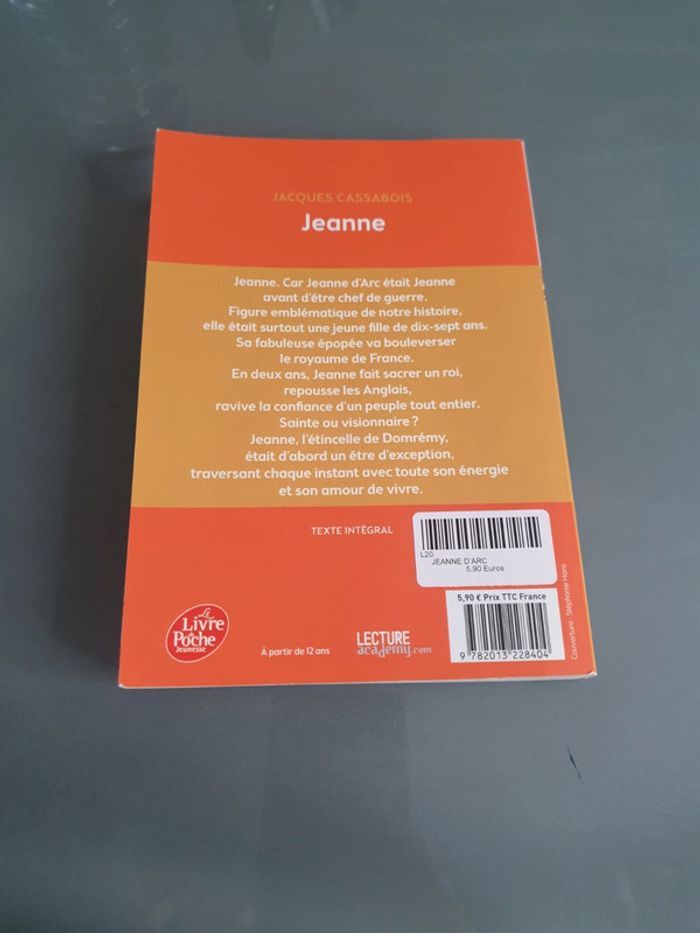 JACQUES CASSABOIS
Jeanne
Jeanne. Car Jeanne d'Arc était Jeanne
avant d'être chef de guerre.
Figure emblématique de notre histoire,
elle était surtout une jeune fille de dix-sept ans.
Sa fabuleuse épopée va bouleverser
le royaume de France.
En deux ans, Jeanne fait sacrer un roi,
repousse les Anglais,
ravive la confiance d'un peuple tout entier.
Sainte ou visionnaire ?
Jeanne, l'étincelle de Domrémy,
était d'abord un être d'exception,
traversant chaque instant avec toute son énergie
et son amour de vivre.
TEXTE INTÉGRAL
L20
JEANNE D'ARC
5,90 Euros
5,90 € Prix TTC France
9 782013 228404
Le
LIVRE
de
POCHE
Jeunesse
À partir de 12 ans
LECTURE
academy.com
Couverture : Stéphanie Hans